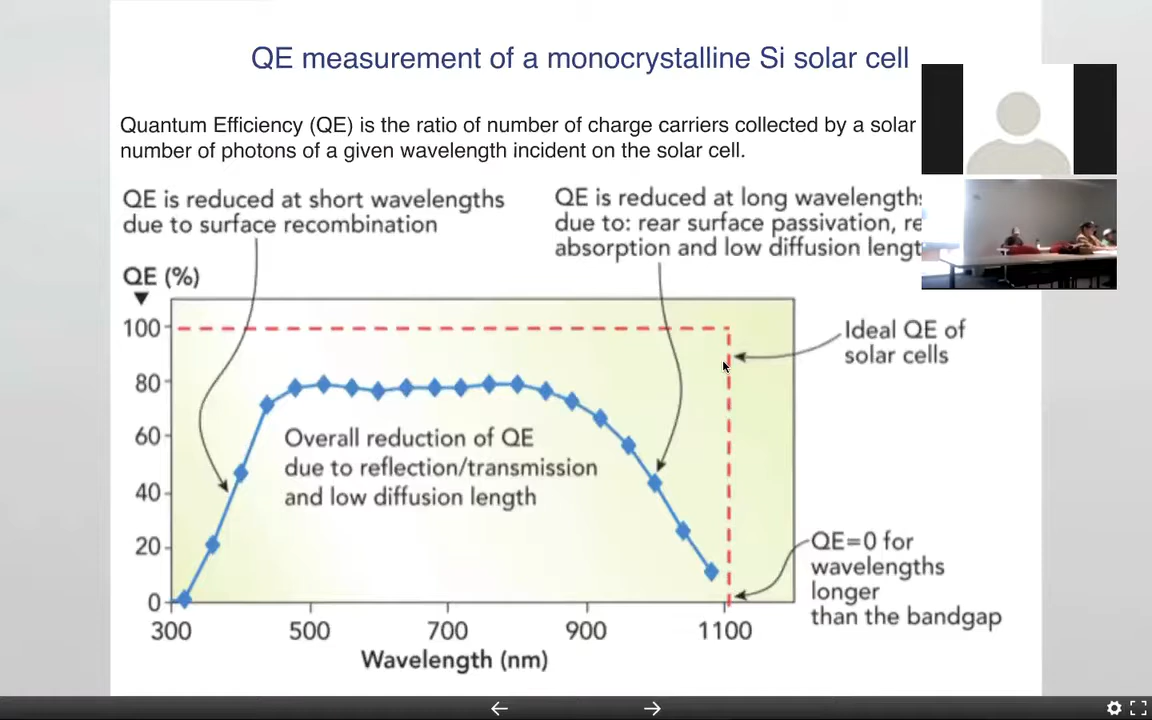 QE measurement of a monocrystalline Si solar cell
Quantum Efficiency (QE) is the ratio of number of charge carriers collected by a solar
number of photons of a given wavelength incident on the solar cell.
QE is reduced at short wavelengths
due to surface recombination
QE is reduced at long wavelengths
due to: rear surface passivation,
absorption and low diffusion
QE (%)
100
80
60
40
20
0
Ideal QE of
solar cells
Overall reduction of QE
due to reflection/transmission
and low diffusion length
QE=0 for
wavelengths
longer
than the bandgap
300
500
700
900
1100
Wavelength (nm)